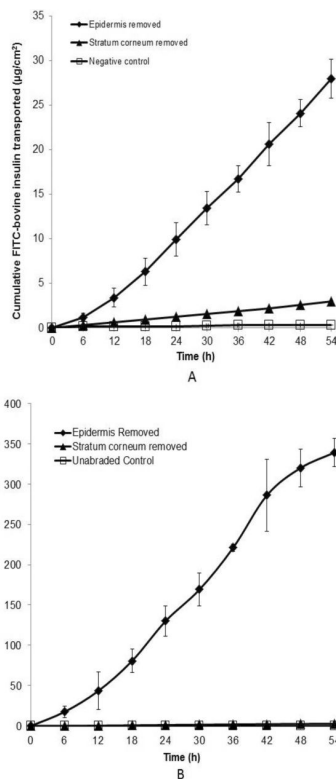 Cumulative FITC-bovine insulin transported (µg/cm²)
35
30
25
20
15
10
5
0
Epidermis removed
Stratum corneum removed
Negative control
0 6 12 18 24 30 36 42 48 54
Time (h)
A
400
350
300
250
200
150
100
50
0
Epidermis Removed
Stratum corneum removed
Unabraded Control
0 6 12 18 24 30 36 42 48 54
Time (h)
B